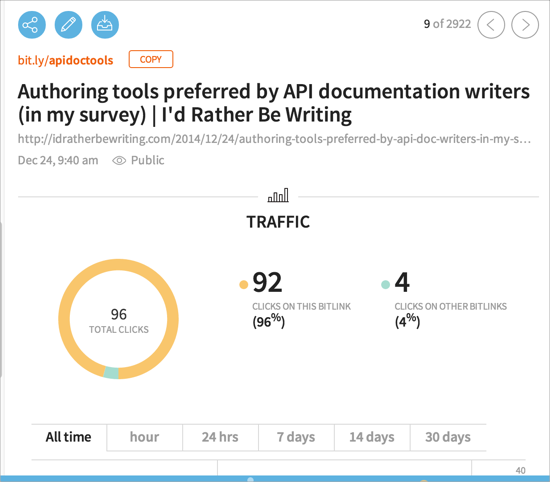 9 of 2922
bit.ly/apidoctools COPY
Authoring tools preferred by API documentation writers
(in my survey) | I'd Rather Be Writing
http://idratherbewriting.com/2014/12/24/authoring-tools-preferred-by-api-doc-writers-in-my-s...
Dec 24, 9:40 am Public
TRAFFIC
96
TOTAL CLICKS
92
CLICKS ON THIS BITLINK
(96%)
4
CLICKS ON OTHER BITLINKS
(4%)
All time hour 24 hrs 7 days 14 days 30 days
40